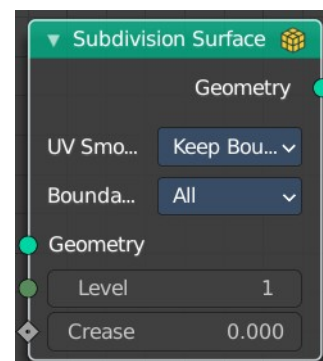 Subdivision Surface
Geometry
UV Smo... Keep Bou...
Bounda... All
Geometry
Level 1
Crease 0.000